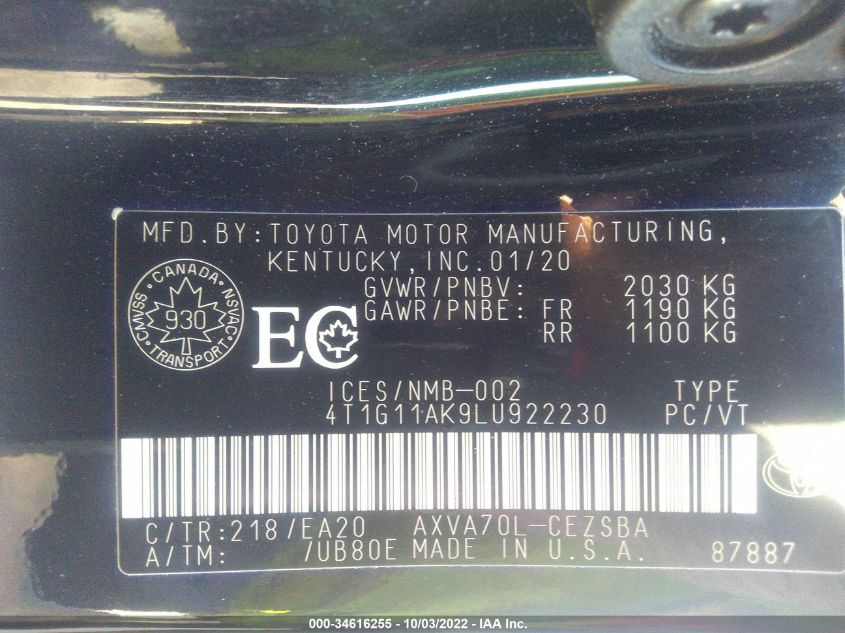 MFD.BY:TOYOTA MOTOR MANUFACTURING,
KENTUCKY,INC.01/20
GVWR/PNBV: 2030 KG
GAWR/PNBE: FR 1190 KG
RR 1100 KG
CANADA
CMVSS NSVAC
930
TRANSPORT
EC
ICES/NMB-002 TYPE
4T1G11AK9LU922230 PC/VT
C/TR:218/EA20 AXVA70L-CEZSBA
A/TM: /UB80E MADE IN U.S.A. 87887
000-34616255 - 10/03/2022 - IAA Inc.